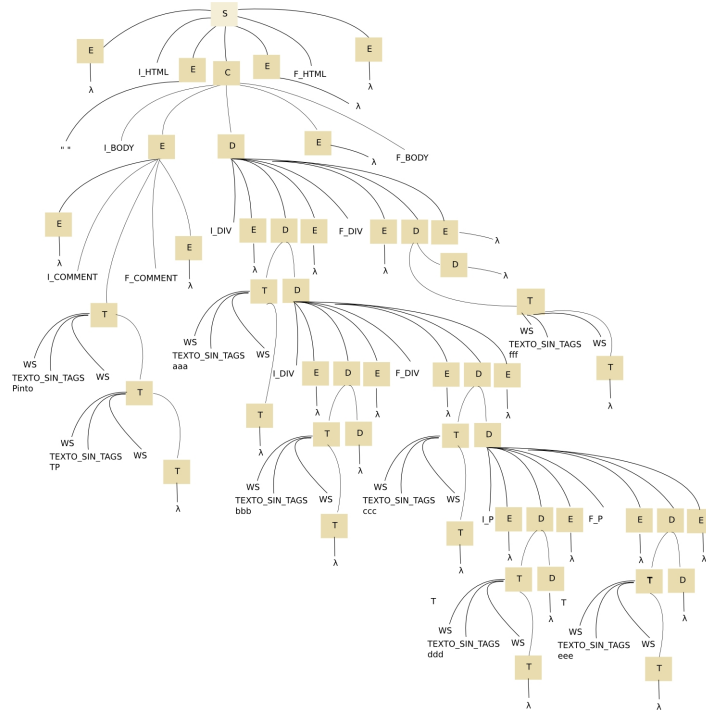 S
E
E
I_HTML
E
C
E
F_HTML
λ
λ
λ
" "
I_BODY
E
D
E
F_BODY
λ
E
I_DIV
E
D
E
F_DIV
E
D
E
λ
λ
E
D
λ
I_COMMENT
F_COMMENT
λ
λ
λ
λ
λ
T
T
D
T
WS
WS
TEXTO_SIN_TAGS
fff
WS
WS
TEXTO_SIN_TAGS
aaa
WS
WS
TEXTO_SIN_TAGS
Pinto
WS
I_DIV
E
D
E
F_DIV
E
D
E
T
λ
T
λ
λ
λ
λ
T
λ
T
D
T
D
WS
TEXTO_SIN_TAGS
TP
WS
λ
λ
T
λ
WS
TEXTO_SIN_TAGS
bbb
WS
WS
TEXTO_SIN_TAGS
ccc
WS
T
λ
T
λ
I_P
E
D
E
F_P
E
D
E
λ
λ
λ
λ
T
D
T
D
T
λ
T
λ
WS
TEXTO_SIN_TAGS
ddd
WS
WS
TEXTO_SIN_TAGS
eee
WS
T
λ
T
λ